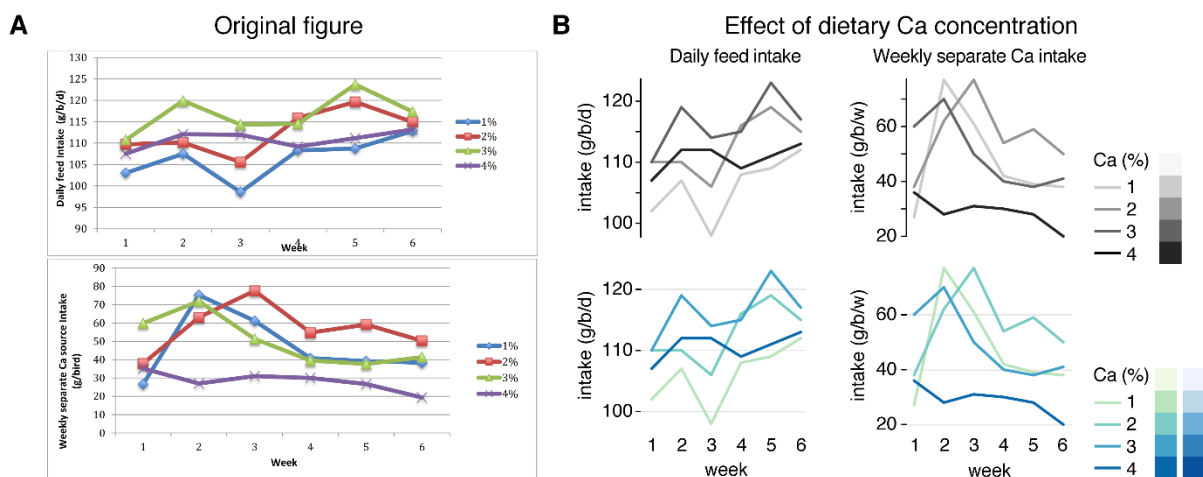 A
Original figure
130
125
120
115
110
105
100
95
90
Daily feed intake (g/b/d)
1 2 3 4 5 6
Week
1%
2%
3%
4%
90
80
70
60
50
40
30
20
10
0
Weekly separate Ca source intake
(g/bird)
1 2 3 4 5 6
Week
1%
2%
3%
4%
B
Effect of dietary Ca concentration
Daily feed intake
Weekly separate Ca intake
intake (g/b/d)
120
110
100
intake (g/b/w)
60
40
20
Ca (%)
1
2
3
4
intake (g/b/d)
120
110
100
1 2 3 4 5 6
week
intake (g/b/w)
60
40
20
1 2 3 4 5 6
week
Ca (%)
1
2
3
4